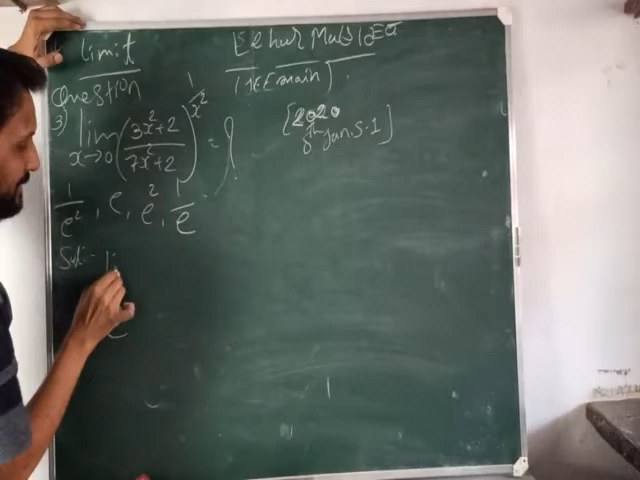 limit
(JEE main)
Question
3) lim x→0 ((3x²+2)/(7x²+2))^(1/x²) = ?
[2020 8th Jan. S.1]
1/e², e, e², 1/e
Sol:- li